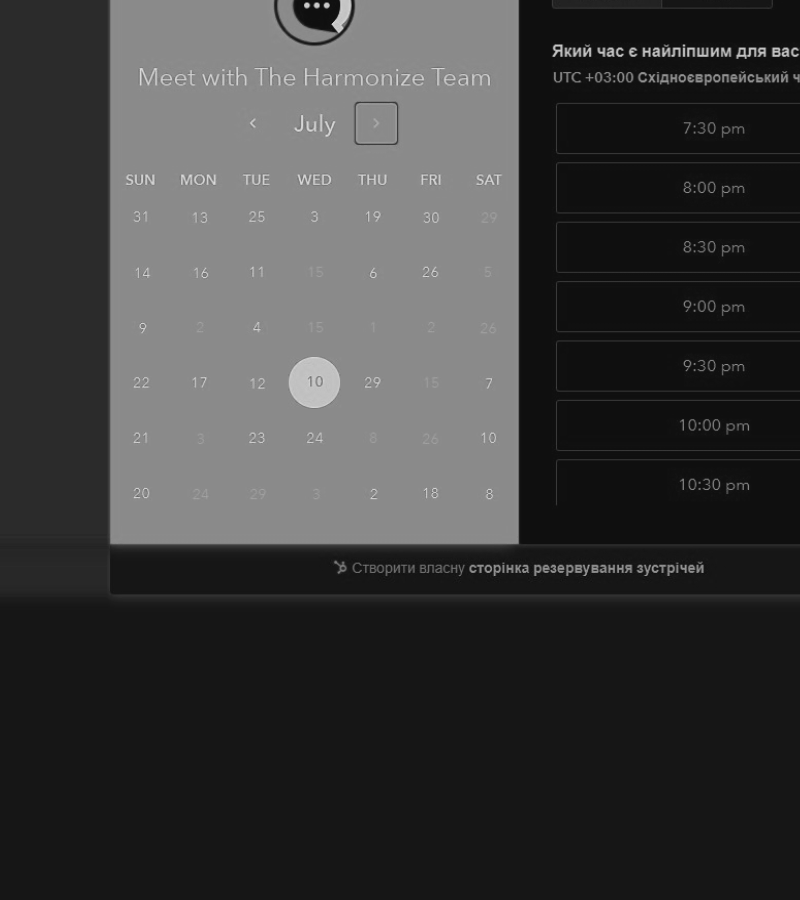 Meet with The Harmonize Team
July
SUN MON TUE WED THU FRI SAT
31 13 25 3 19 30 29
14 16 11 15 6 26 5
9 2 4 15 1 2 26
22 17 12 10 29 15 7
21 3 23 24 8 26 10
20 24 29 3 2 18 8
Який час є найліпшим для вас
UTC +03:00 Східноєвропейський ч
7:30 pm
8:00 pm
8:30 pm
9:00 pm
9:30 pm
10:00 pm
10:30 pm
Створити власну сторінка резервування зустрічей